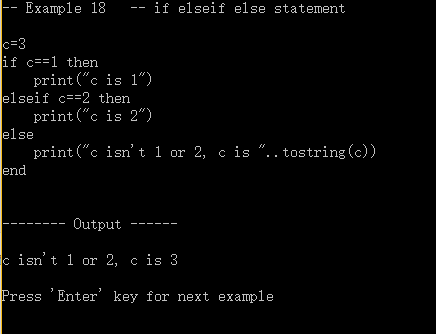 -- Example 18   -- if elseif else statement
c=3
if c==1 then
    print("c is 1")
elseif c==2 then
    print("c is 2")
else
    print("c isn't 1 or 2, c is "..tostring(c))
end
-------- Output ------
c isn't 1 or 2, c is 3
Press 'Enter' key for next example